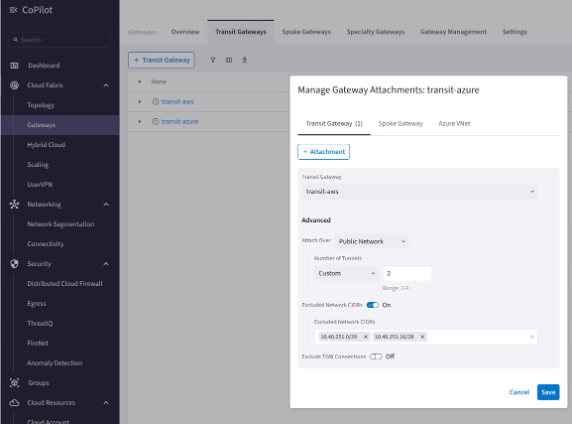 CoPilot
Search
Dashboard
Cloud Fabric
Topology
Gateways
Hybrid Cloud
Scaling
UserVPN
Networking
Network Segmentation
Connectivity
Security
Distributed Cloud Firewall
Egress
ThreatIQ
FireNet
Anomaly Detection
Groups
Cloud Resources
Cloud Account
Gateways Overview Transit Gateways Spoke Gateways Specialty Gateways Gateway Management Settings
+ Transit Gateway
Name
transit-aws
transit-azure
Manage Gateway Attachments: transit-azure
Transit Gateway (1) Spoke Gateway Azure VNet
+ Attachment
Transit Gateway
transit-aws
Advanced
Attach Over Public Network
Number of Tunnels
Custom 2
Range: 2-8
Excluded Network CIDRs On
Excluded Network CIDRs
10.40.251.0/29 × 10.40.251.16/28 × ×
Exclude TGW Connections Off
Cancel Save